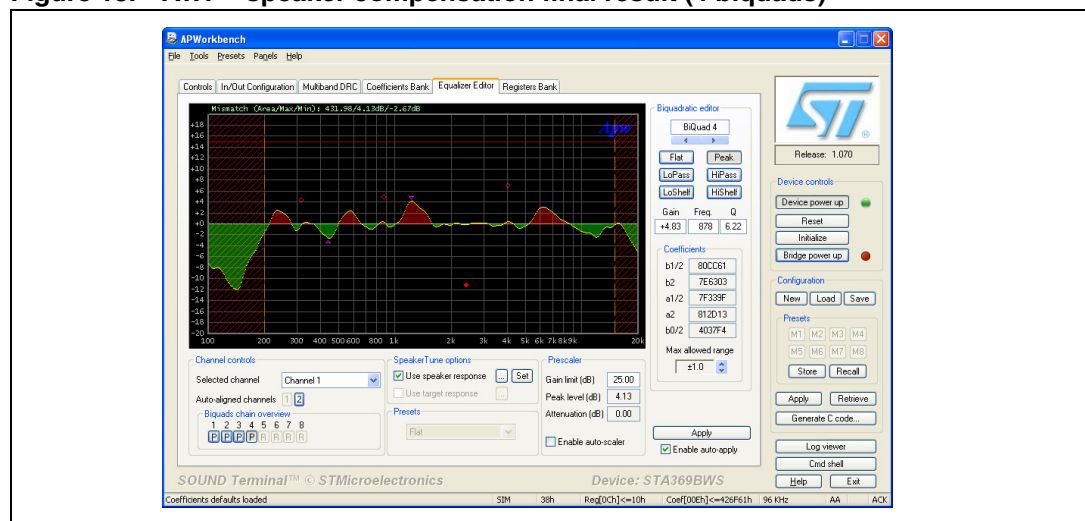 APWorkbench
File Tools Presets Panels Help
Controls In/Out Configuration Multiband DRC Coefficients Bank Equalizer Editor Registers Bank
Mismatch (Area/Max/Min): 431.98/4.13dB/-2.67dB
Apw
+18
+16
+14
+12
+10
+8
+6
+4
+2
+0
-2
-4
-6
-8
-10
-12
-14
-16
-18
-20
100 200 300 400 500 600 800 1k 2k 3k 4k 5k 6k 7k 8k 9k 20k
Biquadratic editor
BiQuad 4
Flat Peak
LoPass HiPass
LoShelf HiShelf
Gain Freq. Q
+4.83 878 6.22
Coefficients
b1/2 80CC61
b2 7E6303
a1/2 7F339F
a2 812D13
b0/2 4037F4
Max allowed range
±1.0
Apply
Enable auto-apply
Channel controls
Selected channel Channel 1
Auto-aligned channels 1 2
Biquads chain overview
1 2 3 4 5 6 7 8
P P P P R R R R
SpeakerTune options
Use speaker response ... Set
Use target response ...
Presets
Flat
Prescaler
Gain limit (dB) 25.00
Peak level (dB) 4.13
Attenuation (dB) 0.00
Enable auto-scaler
ST
Release: 1.070
Device controls
Device power up
Reset
Initialize
Bridge power up
Configuration
New Load Save
Presets
M1 M2 M3 M4
M5 M6 M7 M8
Store Recall
Apply Retrieve
Generate C code...
Log viewer
Cmd shell
Help Exit
SOUND Terminal™ © STMicroelectronics Device: STA369BWS
Coefficients defaults loaded SIM 38h Reg[0Ch]<=10h Coef[00Eh]<=426F61h 96 KHz AA ACK